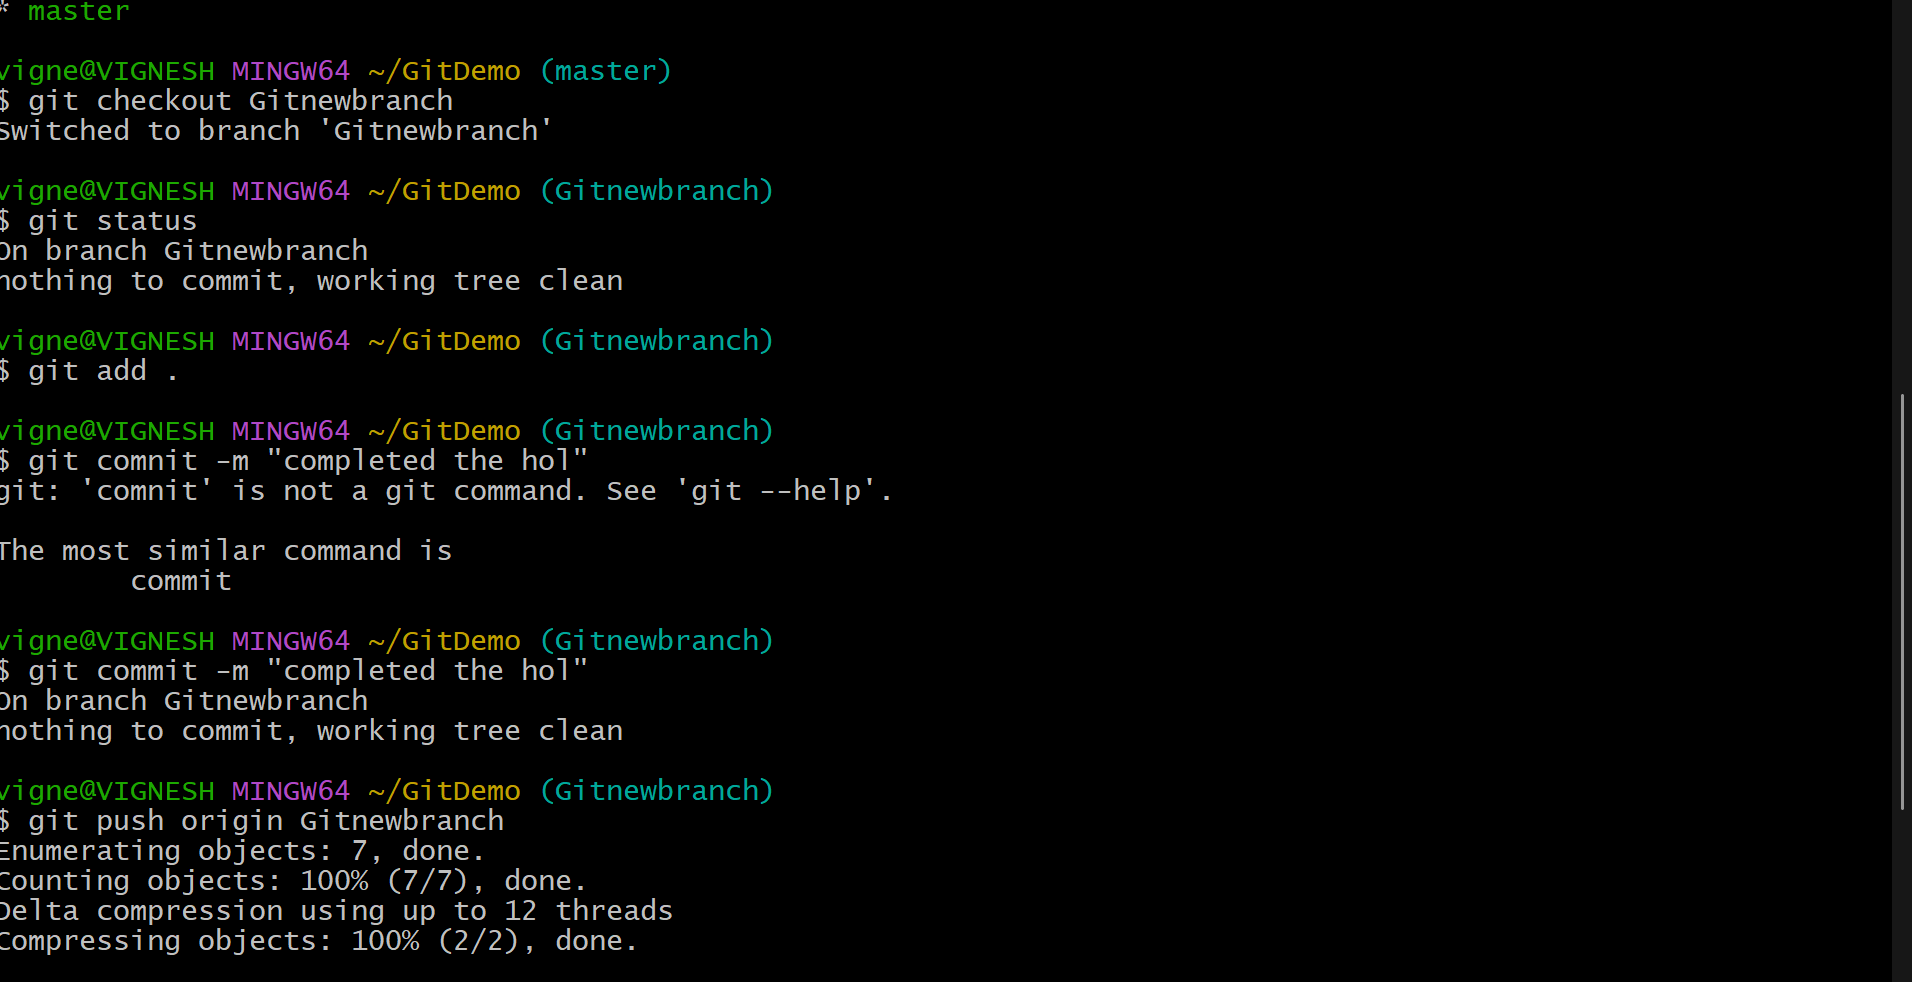 * master
vigne@VIGNESH MINGW64 ~/GitDemo (master)
$ git checkout Gitnewbranch
Switched to branch 'Gitnewbranch'
vigne@VIGNESH MINGW64 ~/GitDemo (Gitnewbranch)
$ git status
On branch Gitnewbranch
nothing to commit, working tree clean
vigne@VIGNESH MINGW64 ~/GitDemo (Gitnewbranch)
$ git add .
vigne@VIGNESH MINGW64 ~/GitDemo (Gitnewbranch)
$ git comnit -m "completed the hol"
git: 'comnit' is not a git command. See 'git --help'.
The most similar command is
commit
vigne@VIGNESH MINGW64 ~/GitDemo (Gitnewbranch)
$ git commit -m "completed the hol"
On branch Gitnewbranch
nothing to commit, working tree clean
vigne@VIGNESH MINGW64 ~/GitDemo (Gitnewbranch)
$ git push origin Gitnewbranch
Enumerating objects: 7, done.
Counting objects: 100% (7/7), done.
Delta compression using up to 12 threads
Compressing objects: 100% (2/2), done.